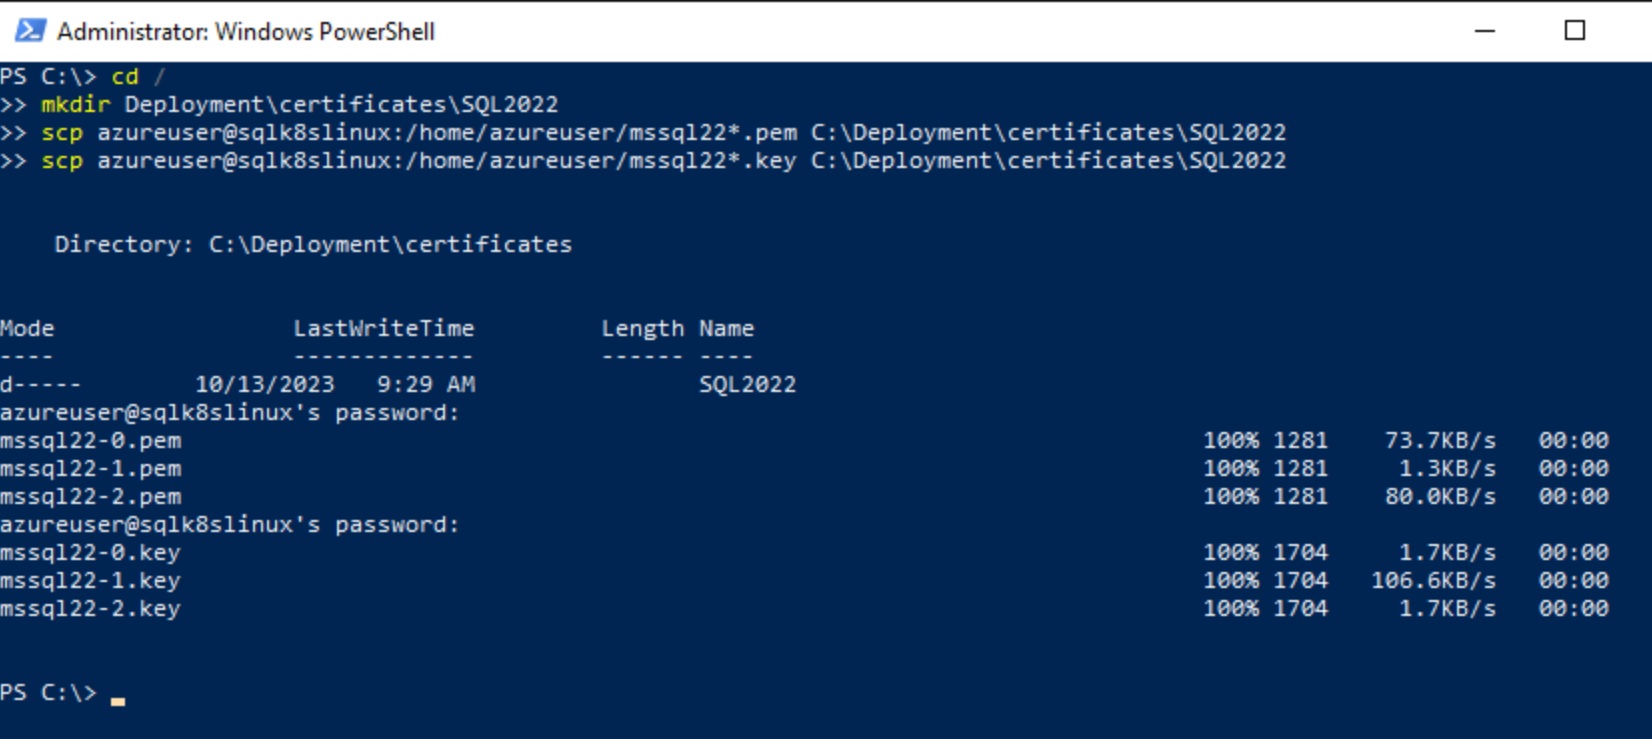 Administrator: Windows PowerShell
PS C:\> cd /
>> mkdir Deployment\certificates\SQL2022
>> scp azureuser@sqlk8slinux:/home/azureuser/mssql22*.pem C:\Deployment\certificates\SQL2022
>> scp azureuser@sqlk8slinux:/home/azureuser/mssql22*.key C:\Deployment\certificates\SQL2022
    Directory: C:\Deployment\certificates
Mode                 LastWriteTime         Length Name
----                 -------------         ------ ----
d-----        10/13/2023   9:29 AM                SQL2022
azureuser@sqlk8slinux's password:
mssql22-0.pem                                 100% 1281    73.7KB/s   00:00
mssql22-1.pem                                 100% 1281     1.3KB/s   00:00
mssql22-2.pem                                 100% 1281    80.0KB/s   00:00
azureuser@sqlk8slinux's password:
mssql22-0.key                                 100% 1704     1.7KB/s   00:00
mssql22-1.key                                 100% 1704   106.6KB/s   00:00
mssql22-2.key                                 100% 1704     1.7KB/s   00:00
PS C:\>